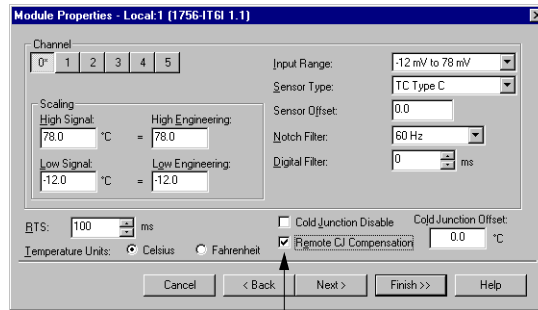 Module Properties - Local:1 (1756-IT6I 1.1)
Channel
0* 1 2 3 4 5
Input Range: -12 mV to 78 mV
Sensor Type: TC Type C
Scaling
Sensor Offset: 0.0
High Signal: High Engineering:
78.0 °C = 78.0
Notch Filter: 60 Hz
Low Signal: Low Engineering:
-12.0 °C = -12.0
Digital Filter: 0 ms
RTS: 100 ms
Cold Junction Disable Cold Junction Offset:
Remote CJ Compensation 0.0 °C
Temperature Units: Celsius Fahrenheit
Cancel < Back Next > Finish >> Help